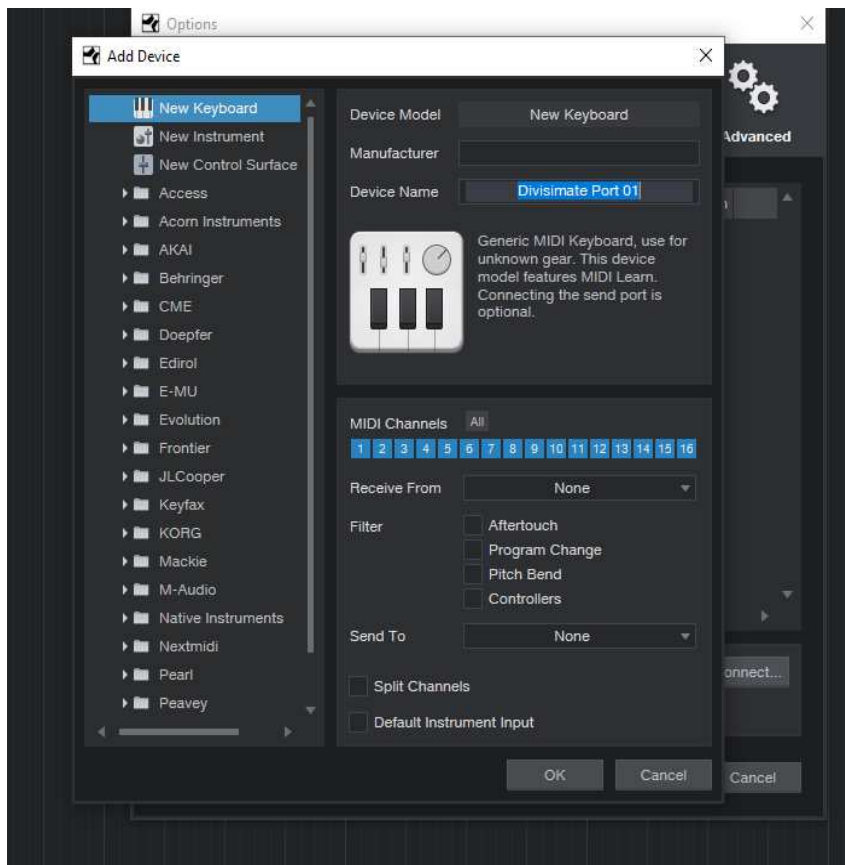 Options
Add Device
Advanced
New Keyboard
New Instrument
New Control Surface
Access
Acorn Instruments
AKAI
Behringer
CME
Doepfer
Edirol
E-MU
Evolution
Frontier
JLCooper
Keyfax
KORG
Mackie
M-Audio
Native Instruments
Nextmidi
Pearl
Peavey
Device Model New Keyboard
Manufacturer
Device Name Divisimate Port 01
Generic MIDI Keyboard, use for
unknown gear. This device
model features MIDI Learn.
Connecting the send port is
optional.
MIDI Channels All
1 2 3 4 5 6 7 8 9 10 11 12 13 14 15 16
Receive From None
Filter Aftertouch
Program Change
Pitch Bend
Controllers
Send To None
Split Channels
Default Instrument Input
OK Cancel
onnect...
Cancel